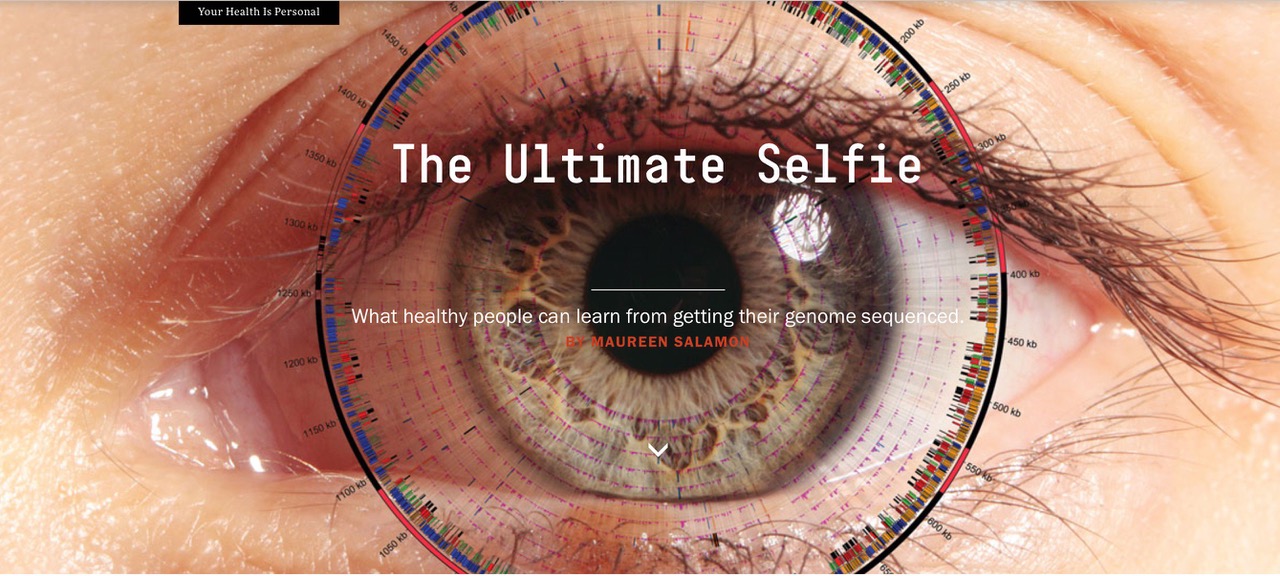 Your Health Is Personal
The Ultimate Selfie
What healthy people can learn from getting their genome sequenced.
BY MAUREEN SALAMON
200 kb
250 kb
300 kb
400 kb
450 kb
500 kb
550 kb
600 kb
1050 kb
1100 kb
1150 kb
1200 kb
1250 kb
1300 kb
1350 kb
1400 kb
1450 kb